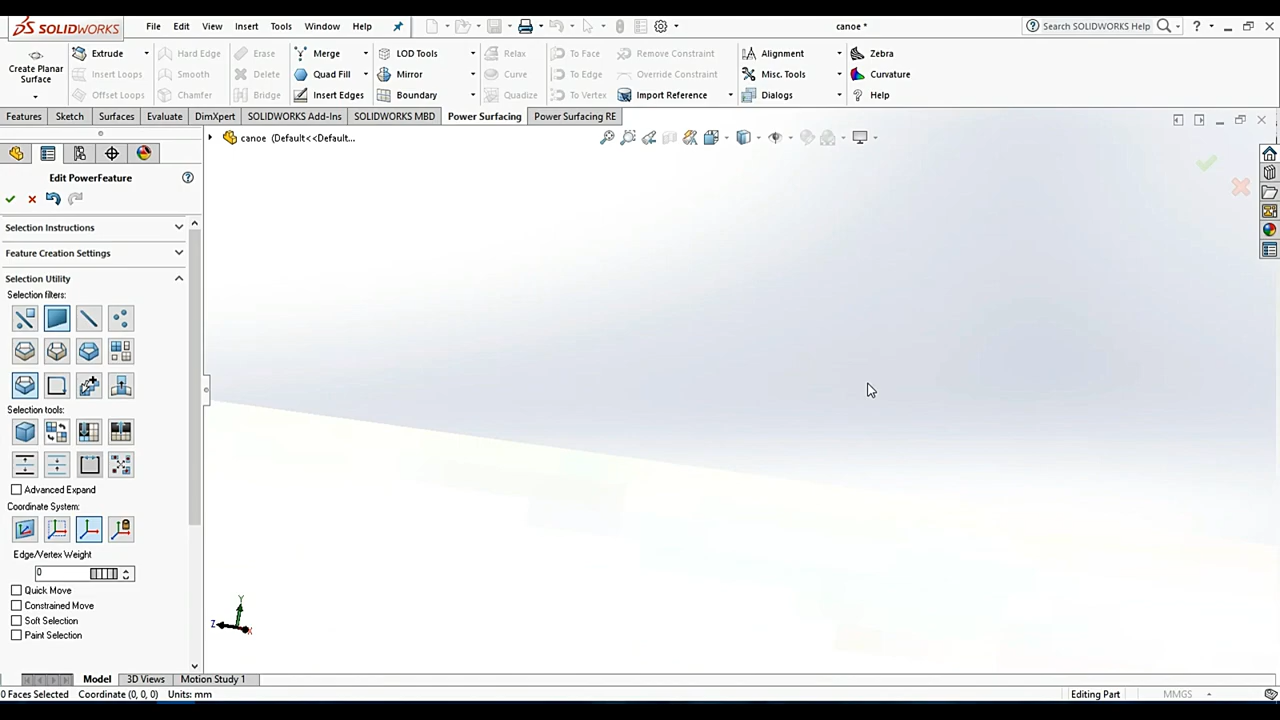 SOLIDWORKS File Edit View Insert Tools Window Help canoe * Search SOLIDWORKS Help ?
Create Planar Surface
Extrude Hard Edge Erase Merge LOD Tools Relax To Face Remove Constraint Alignment Zebra
Insert Loops Smooth Delete Quad Fill Mirror Curve To Edge Override Constraint Misc. Tools Curvature
Offset Loops Chamfer Bridge Insert Edges Boundary Quadize To Vertex Import Reference Dialogs Help
Features Sketch Surfaces Evaluate DimXpert SOLIDWORKS Add-Ins SOLIDWORKS MBD Power Surfacing Power Surfacing RE
canoe (Default<<Default...
Edit PowerFeature
Selection Instructions
Feature Creation Settings
Selection Utility
Selection filters:
Selection tools:
Advanced Expand
Coordinate System:
Edge/Vertex Weight
0
Quick Move
Constrained Move
Soft Selection
Paint Selection
Y
Z X
Model 3D Views Motion Study 1
0 Faces Selected Coordinate (0, 0, 0) Units: mm Editing Part MMGS